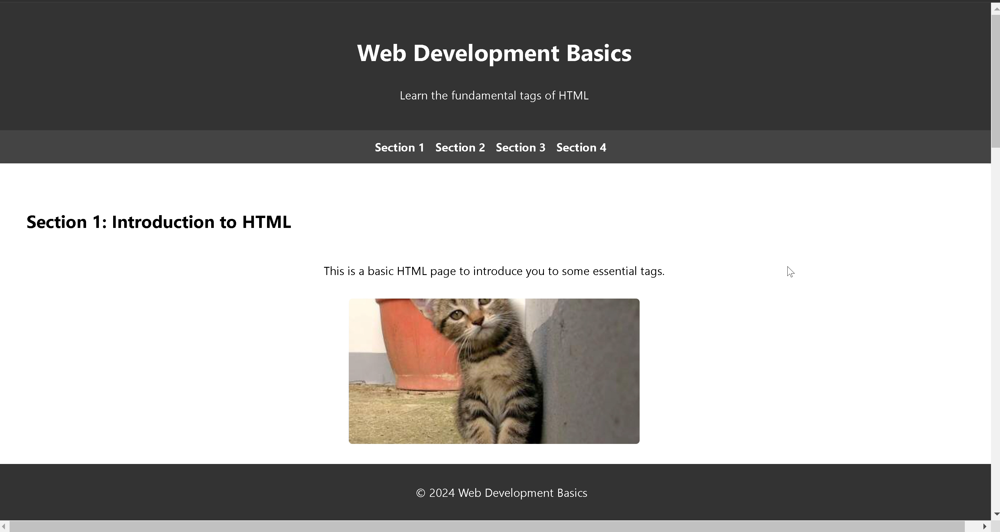 Web Development Basics
Learn the fundamental tags of HTML
Section 1 Section 2 Section 3 Section 4
Section 1: Introduction to HTML
This is a basic HTML page to introduce you to some essential tags.
© 2024 Web Development Basics